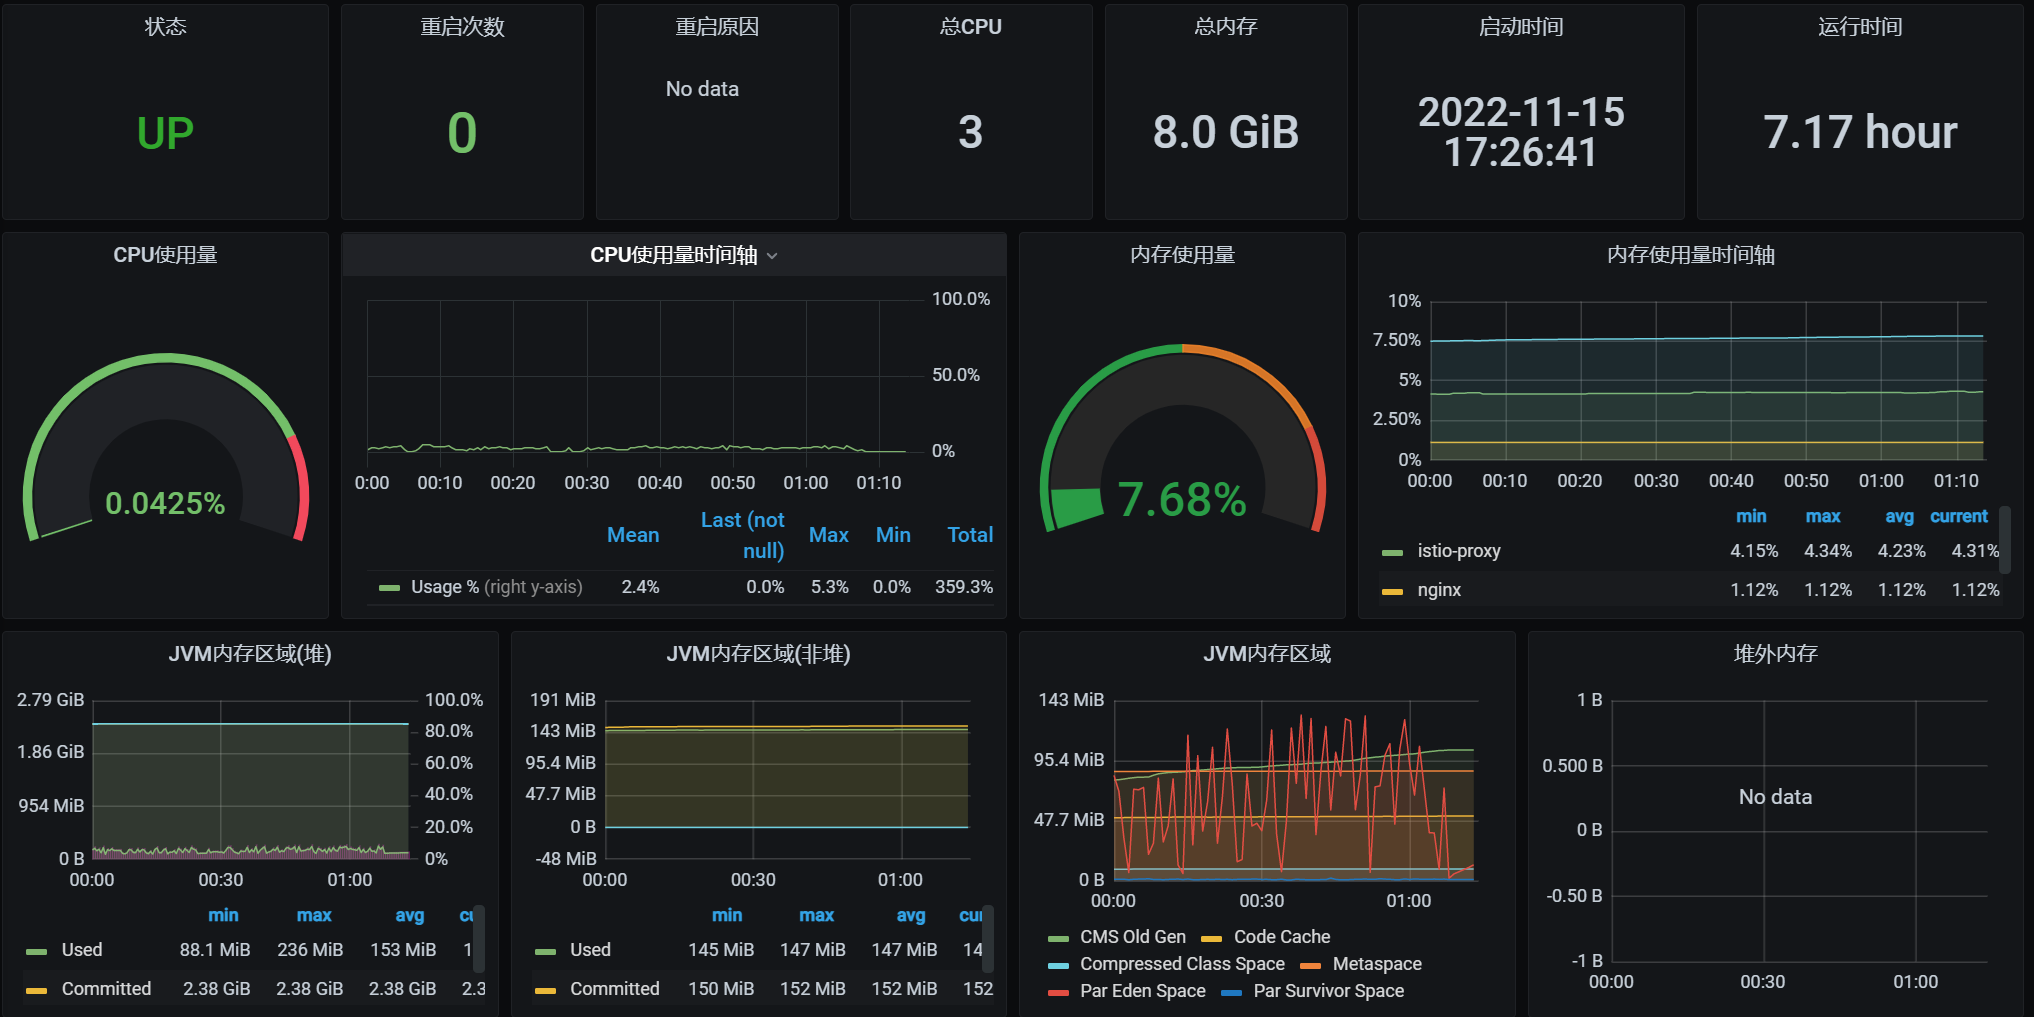 状态
UP
重启次数
0
重启原因
No data
总CPU
3
总内存
8.0 GiB
启动时间
2022-11-15
17:26:41
运行时间
7.17 hour
CPU使用量
0.0425%
CPU使用量时间轴
100.0%
50.0%
0%
0:00 00:10 00:20 00:30 00:40 00:50 01:00 01:10
Mean Last (not null) Max Min Total
Usage % (right y-axis) 2.4% 0.0% 5.3% 0.0% 359.3%
内存使用量
7.68%
内存使用量时间轴
10%
7.50%
5%
2.50%
0%
00:00 00:10 00:20 00:30 00:40 00:50 01:00 01:10
min max avg current
istio-proxy 4.15% 4.34% 4.23% 4.31%
nginx 1.12% 1.12% 1.12% 1.12%
JVM内存区域(堆)
2.79 GiB
1.86 GiB
954 MiB
0 B
100.0%
80.0%
60.0%
40.0%
20.0%
0%
00:00 00:30 01:00
min max avg cu
Used 88.1 MiB 236 MiB 153 MiB 1
Committed 2.38 GiB 2.38 GiB 2.38 GiB 2.3
JVM内存区域(非堆)
191 MiB
143 MiB
95.4 MiB
47.7 MiB
0 B
-48 MiB
00:00 00:30 01:00
min max avg cur
Used 145 MiB 147 MiB 147 MiB 14
Committed 150 MiB 152 MiB 152 MiB 152
JVM内存区域
143 MiB
95.4 MiB
47.7 MiB
0 B
00:00 00:30 01:00
CMS Old Gen Code Cache
Compressed Class Space Metaspace
Par Eden Space Par Survivor Space
堆外内存
1 B
0.500 B
0 B
-0.50 B
-1 B
No data
00:00 00:30 01:00